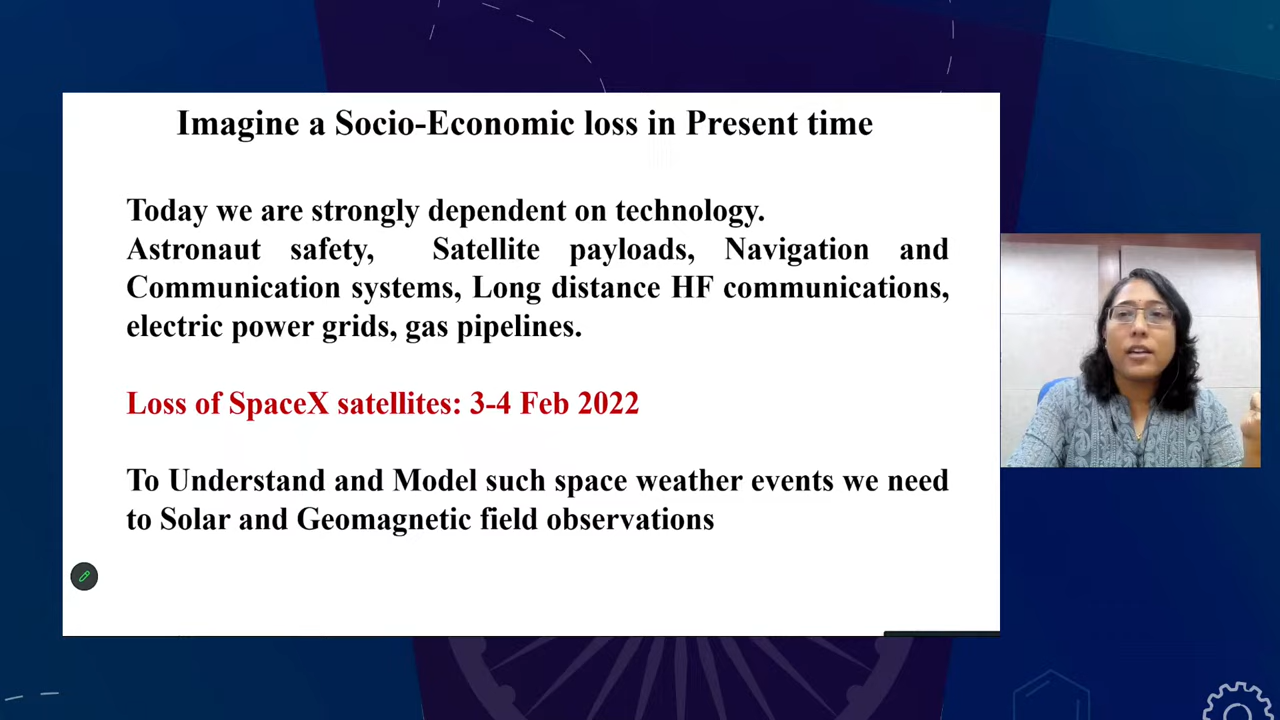 Imagine a Socio-Economic loss in Present time
Today we are strongly dependent on technology.
Astronaut safety, Satellite payloads, Navigation and
Communication systems, Long distance HF communications,
electric power grids, gas pipelines.
Loss of SpaceX satellites: 3-4 Feb 2022
To Understand and Model such space weather events we need
to Solar and Geomagnetic field observations